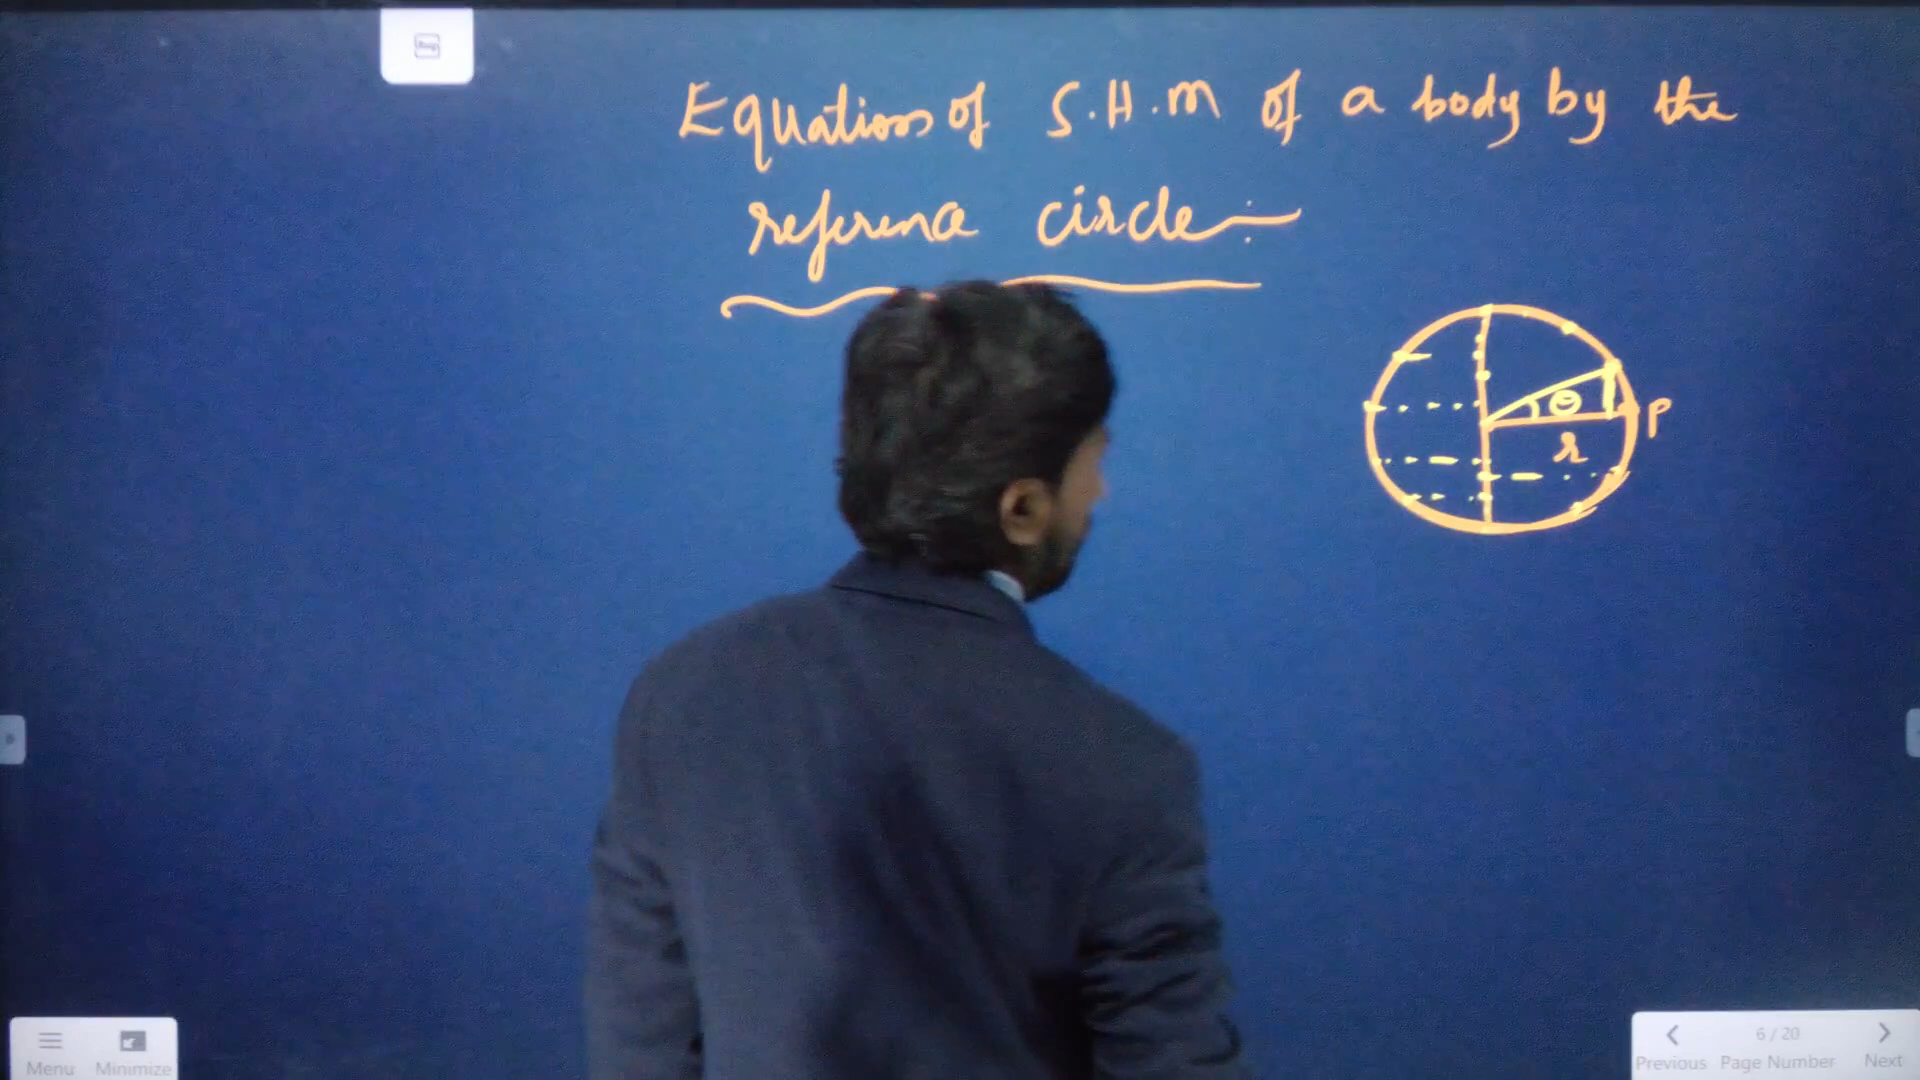 Equations of S.H.M of a body by the
reference circle:-
θ
P
r
Menu
Minimize
6 / 20
Previous
Page Number
Next